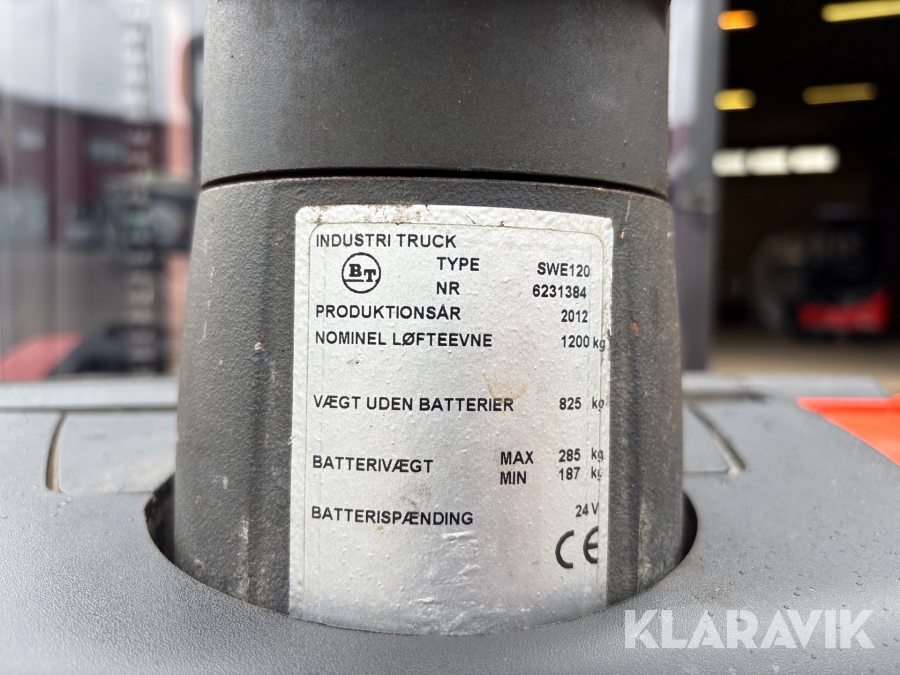 INDUSTRI TRUCK
BT
TYPE SWE120
NR 6231384
PRODUKTIONSÅR 2012
NOMINEL LØFTEEVNE 1200 kg
VÆGT UDEN BATTERIER 825 kg
BATTERIVÆGT MAX 285 kg
MIN 187 kg
BATTERISPÆNDING 24 V
CE
KLARAVIK